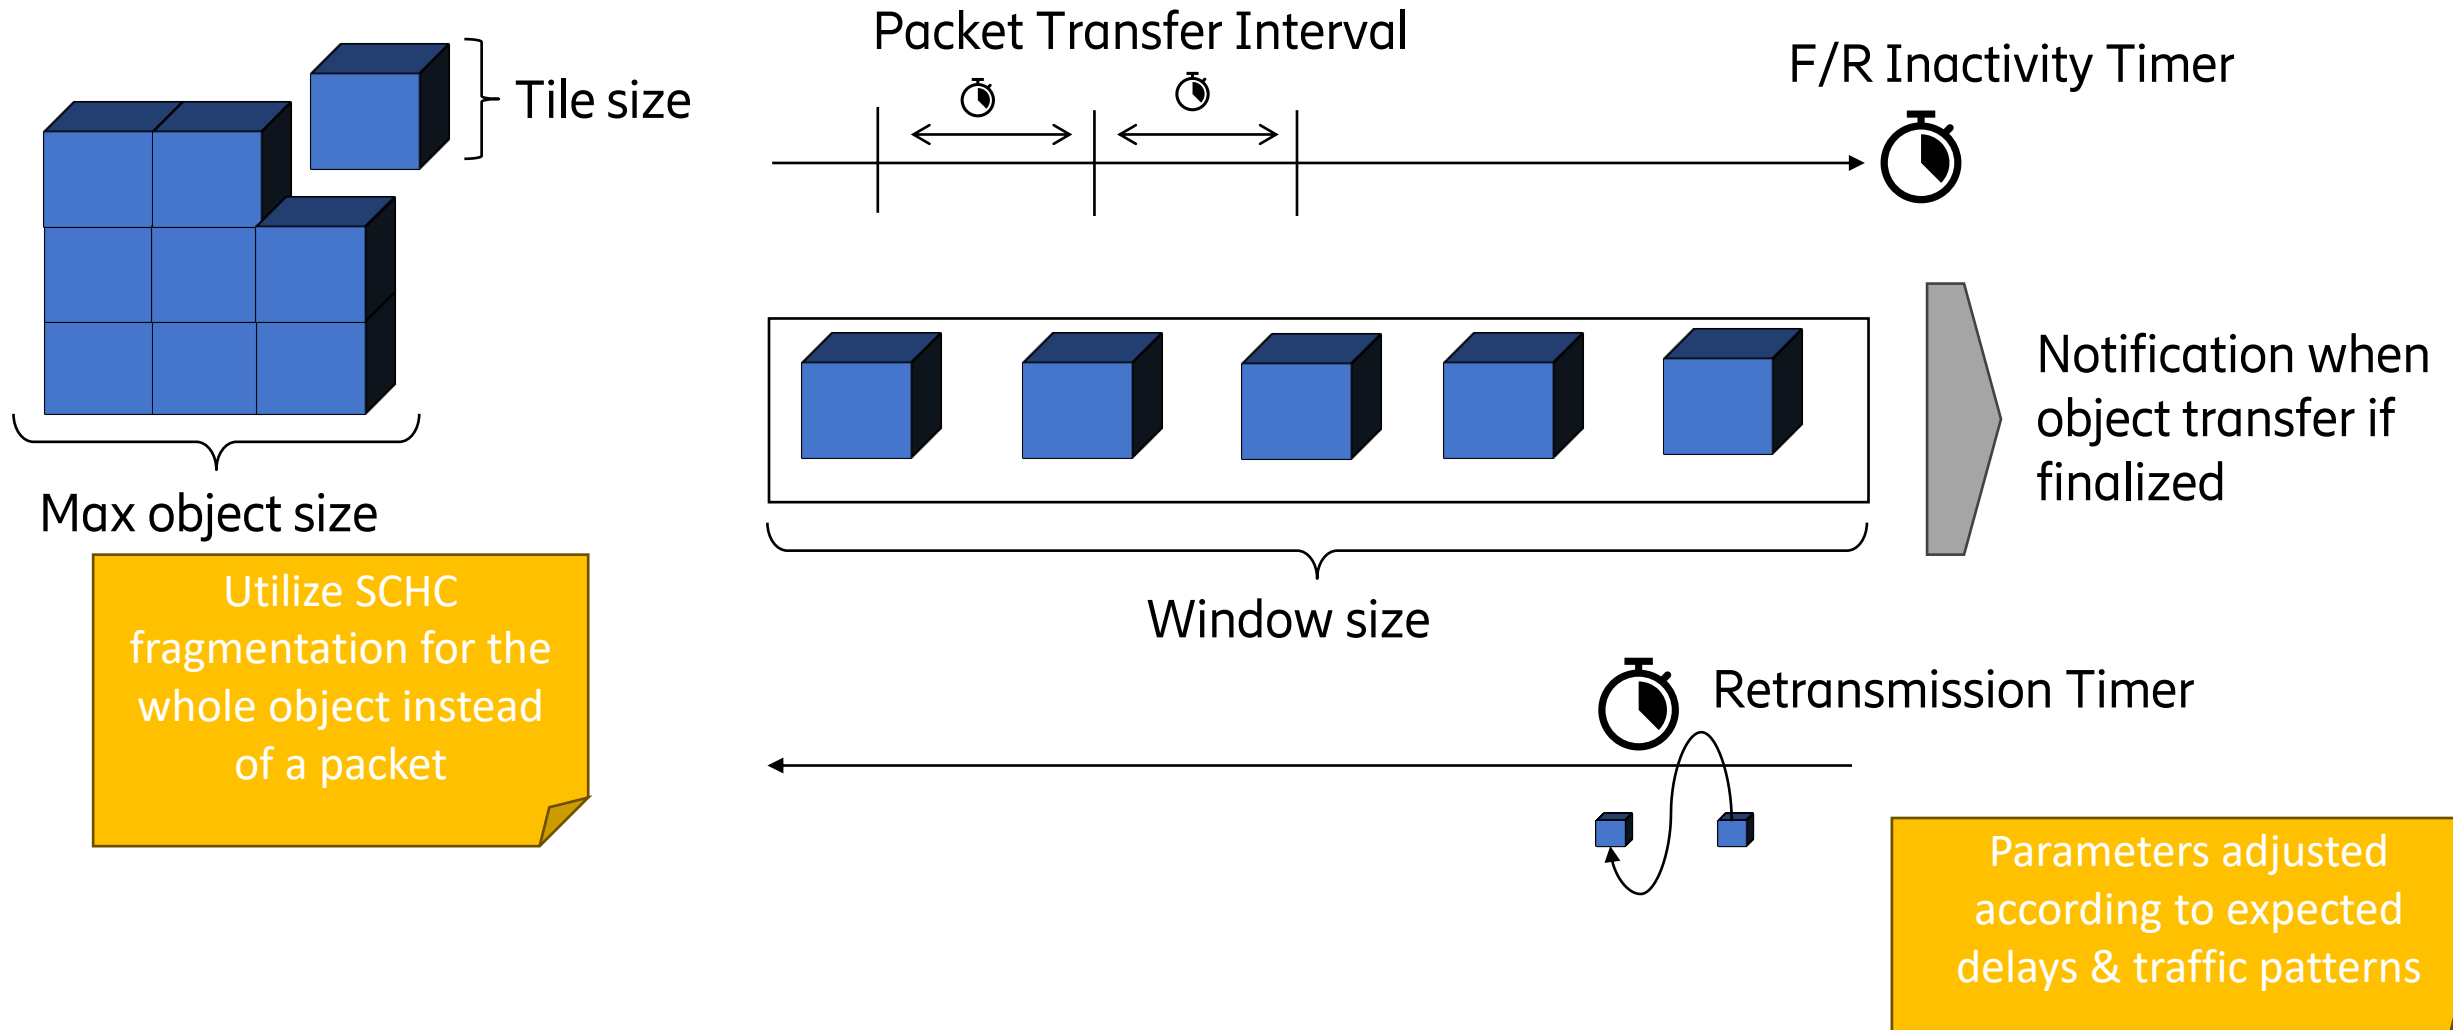 Packet Transfer Interval
F/R Inactivity Timer
Tile size
Max object size
Notification when
object transfer if
finalized
Window size
Utilize SCHC
fragmentation for the
whole object instead
of a packet
Retransmission Timer
Parameters adjusted
according to expected
delays & traffic patterns